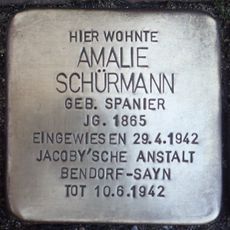 HIER WOHNTE
AMALIE
SCHÜRMANN
GEB. SPANIER
JG. 1865
EINGEWIESEN 29.4.1942
JACOBY'SCHE ANSTALT
BENDORF-SAYN
TOT 10.6.1942